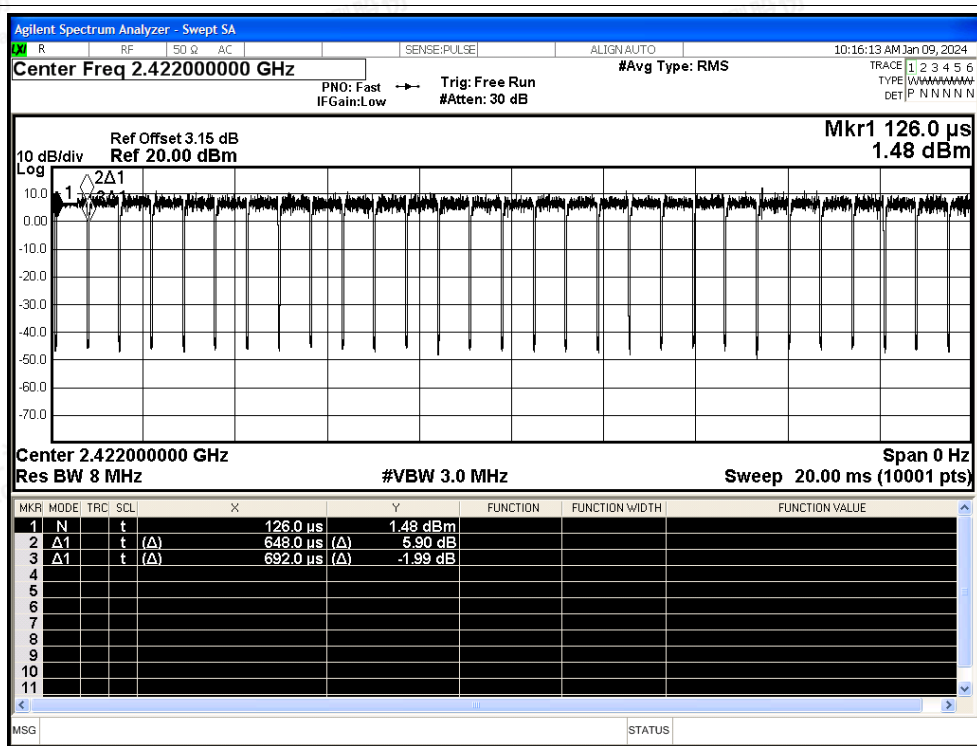 Agilent Spectrum Analyzer - Swept SA
LXI R RF 50 Ω AC SENSE:PULSE ALIGN AUTO 10:16:13 AM Jan 09, 2024
Center Freq 2.422000000 GHz #Avg Type: RMS TRACE 1 2 3 4 5 6
PNO: Fast Trig: Free Run TYPE WWWWWW
IFGain:Low #Atten: 30 dB DET P N N N N N
Mkr1 126.0 µs
Ref Offset 3.15 dB
10 dB/div Ref 20.00 dBm 1.48 dBm
Log
2Δ1
10.0 1 3Δ1
0.00
-10.0
-20.0
-30.0
-40.0
-50.0
-60.0
-70.0
Center 2.422000000 GHz Span 0 Hz
Res BW 8 MHz #VBW 3.0 MHz Sweep 20.00 ms (10001 pts)
MKR MODE TRC SCL X Y FUNCTION FUNCTION WIDTH FUNCTION VALUE
1 N t 126.0 µs 1.48 dBm
2 Δ1 t (Δ) 648.0 µs (Δ) 5.90 dB
3 Δ1 t (Δ) 692.0 µs (Δ) -1.99 dB
4
5
6
7
8
9
10
11
MSG STATUS